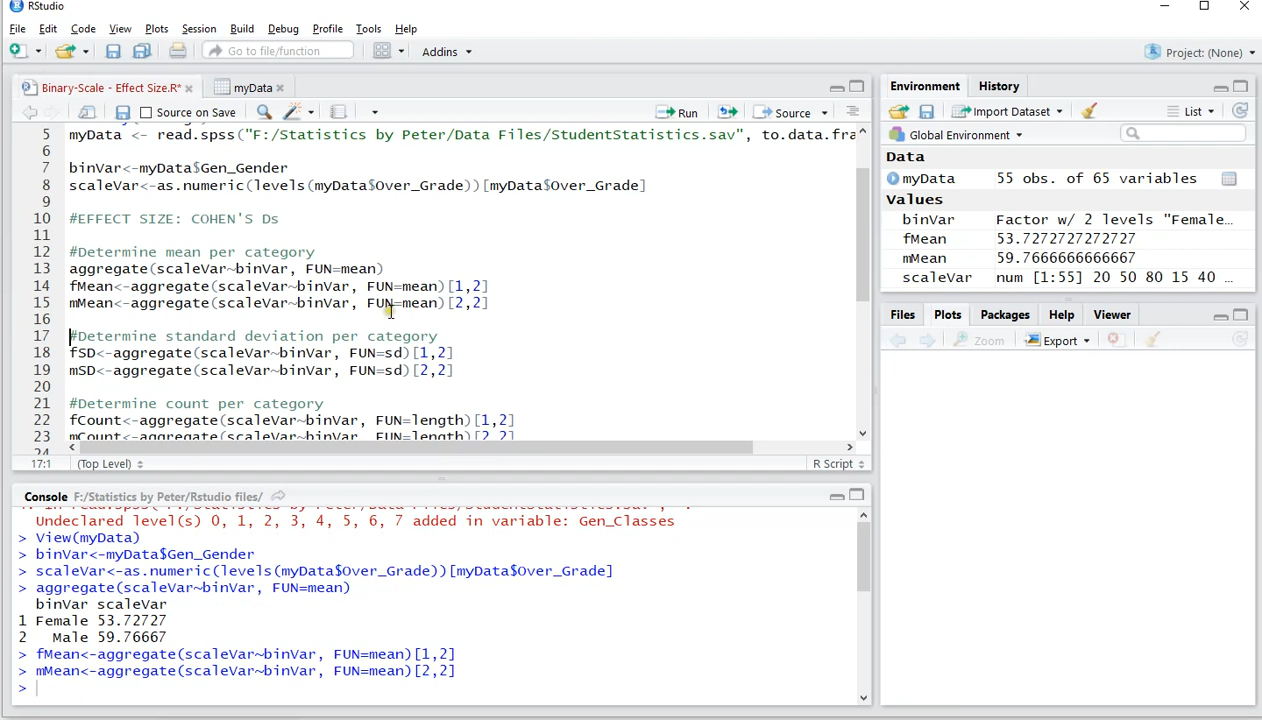 RStudio
File Edit Code View Plots Session Build Debug Profile Tools Help
Go to file/function Addins Project: (None)
Binary-Scale - Effect Size.R* myData
Source on Save Run Source
5 myData <- read.spss("F:/Statistics by Peter/Data Files/StudentStatistics.sav", to.data.fra
6
7 binVar<-myData$Gen_Gender
8 scaleVar<-as.numeric(levels(myData$Over_Grade))[myData$Over_Grade]
9
10 #EFFECT SIZE: COHEN'S Ds
11
12 #Determine mean per category
13 aggregate(scaleVar~binVar, FUN=mean)
14 fMean<-aggregate(scaleVar~binVar, FUN=mean)[1,2]
15 mMean<-aggregate(scaleVar~binVar, FUN=mean)[2,2]
16
17 #Determine standard deviation per category
18 fSD<-aggregate(scaleVar~binVar, FUN=sd)[1,2]
19 mSD<-aggregate(scaleVar~binVar, FUN=sd)[2,2]
20
21 #Determine count per category
22 fCount<-aggregate(scaleVar~binVar, FUN=length)[1,2]
23 mCount<-aggregate(scaleVar~binVar, FUN=length)[2,2]
24
17:1 (Top Level) R Script
Console F:/Statistics by Peter/Rstudio files/
Undeclared level(s) 0, 1, 2, 3, 4, 5, 6, 7 added in variable: Gen_Classes
> View(myData)
> binVar<-myData$Gen_Gender
> scaleVar<-as.numeric(levels(myData$Over_Grade))[myData$Over_Grade]
> aggregate(scaleVar~binVar, FUN=mean)
binVar scaleVar
1 Female 53.72727
2 Male 59.76667
> fMean<-aggregate(scaleVar~binVar, FUN=mean)[1,2]
> mMean<-aggregate(scaleVar~binVar, FUN=mean)[2,2]
>
Environment History
Import Dataset List
Global Environment
Data
myData 55 obs. of 65 variables
Values
binVar Factor w/ 2 levels "Female…
fMean 53.7272727272727
mMean 59.7666666666667
scaleVar num [1:55] 20 50 80 15 40 …
Files Plots Packages Help Viewer
Zoom Export